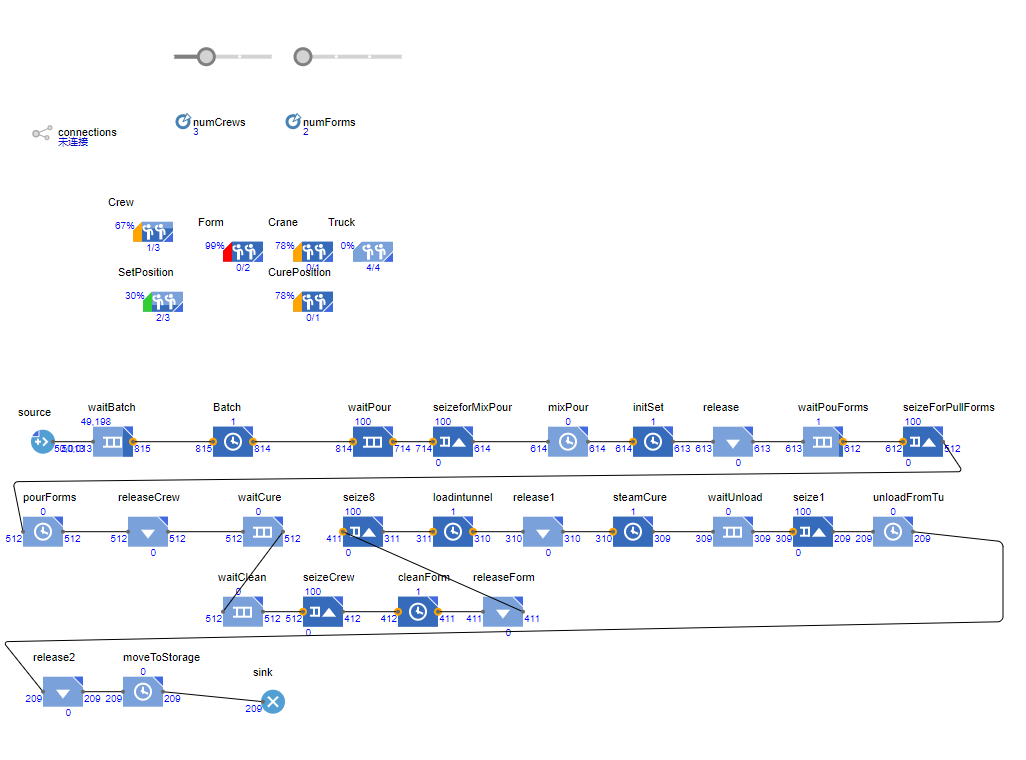 numCrews
3
numForms
2
connections
未连接
Crew
67%
1/3
Form
99%
0/2
Crane
78%
0/1
Truck
0%
4/4
SetPosition
30%
2/3
CurePosition
78%
0/1
source
waitBatch
49,198
815
Batch
1
815
814
waitPour
100
814
714
seizeforMixPour
100
714
614
0
mixPour
0
614
614
initSet
1
614
613
release
613
613
0
waitPouForms
1
613
612
seizeForPullForms
100
612
512
0
pourForms
0
512
512
releaseCrew
512
512
0
waitCure
0
512
512
seize8
100
411
311
0
loadintunnel
1
311
310
release1
310
310
0
steamCure
1
310
309
waitUnload
0
309
309
seize1
100
309
209
0
unloadFromTu
0
209
209
waitClean
0
512
512
seizeCrew
100
512
412
0
cleanForm
1
412
411
releaseForm
411
411
0
release2
209
209
0
moveToStorage
0
209
209
sink
209